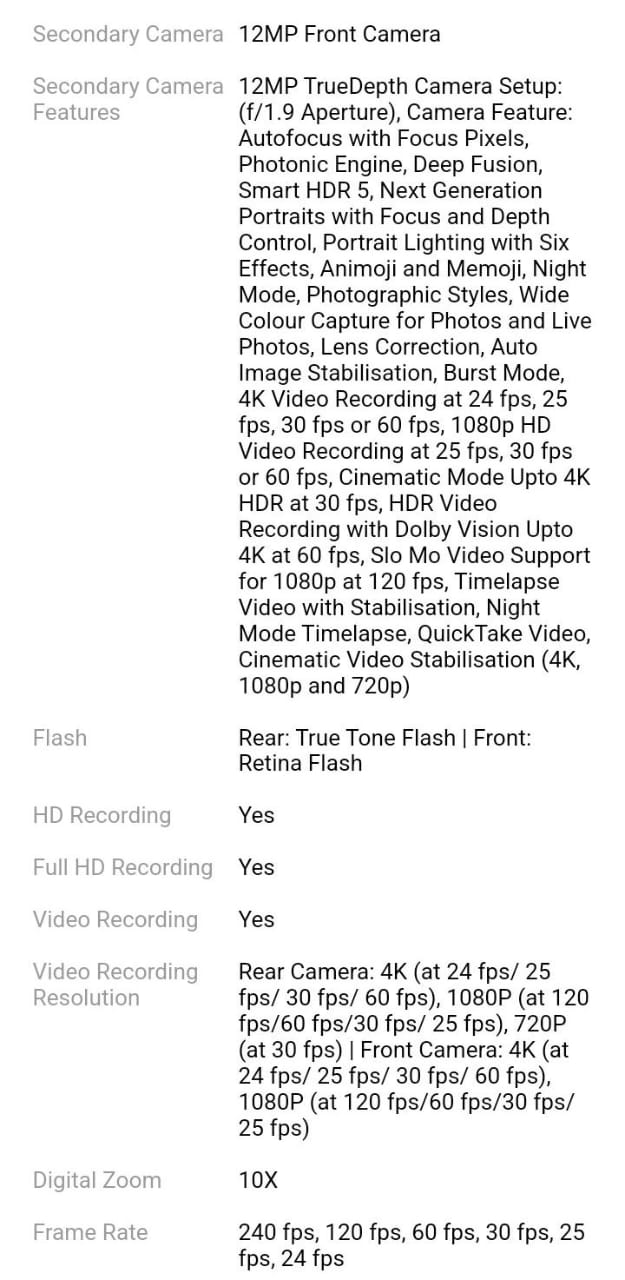 Secondary Camera 12MP Front Camera
Secondary Camera 12MP TrueDepth Camera Setup:
Features (f/1.9 Aperture), Camera Feature:
Autofocus with Focus Pixels,
Photonic Engine, Deep Fusion,
Smart HDR 5, Next Generation
Portraits with Focus and Depth
Control, Portrait Lighting with Six
Effects, Animoji and Memoji, Night
Mode, Photographic Styles, Wide
Colour Capture for Photos and Live
Photos, Lens Correction, Auto
Image Stabilisation, Burst Mode,
4K Video Recording at 24 fps, 25
fps, 30 fps or 60 fps, 1080p HD
Video Recording at 25 fps, 30 fps
or 60 fps, Cinematic Mode Upto 4K
HDR at 30 fps, HDR Video
Recording with Dolby Vision Upto
4K at 60 fps, Slo Mo Video Support
for 1080p at 120 fps, Timelapse
Video with Stabilisation, Night
Mode Timelapse, QuickTake Video,
Cinematic Video Stabilisation (4K,
1080p and 720p)
Flash Rear: True Tone Flash | Front:
Retina Flash
HD Recording Yes
Full HD Recording Yes
Video Recording Yes
Video Recording Rear Camera: 4K (at 24 fps/ 25
Resolution fps/ 30 fps/ 60 fps), 1080P (at 120
fps/60 fps/30 fps/ 25 fps), 720P
(at 30 fps) | Front Camera: 4K (at
24 fps/ 25 fps/ 30 fps/ 60 fps),
1080P (at 120 fps/60 fps/30 fps/
25 fps)
Digital Zoom 10X
Frame Rate 240 fps, 120 fps, 60 fps, 30 fps, 25
fps, 24 fps